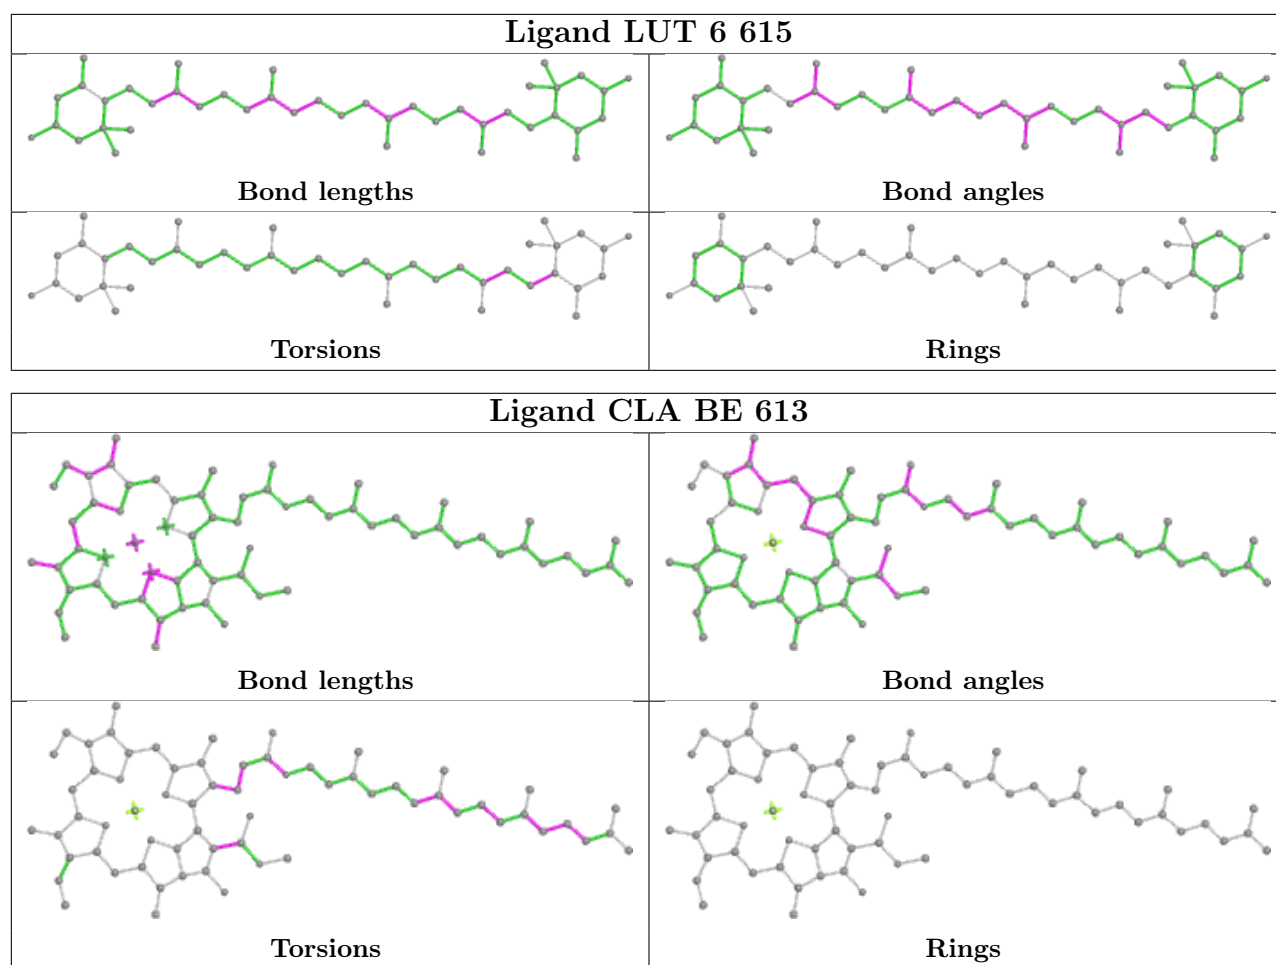 Ligand LUT 6 615
Bond lengths
Bond angles
Torsions
Rings
Ligand CLA BE 613
Bond lengths
Bond angles
Torsions
Rings